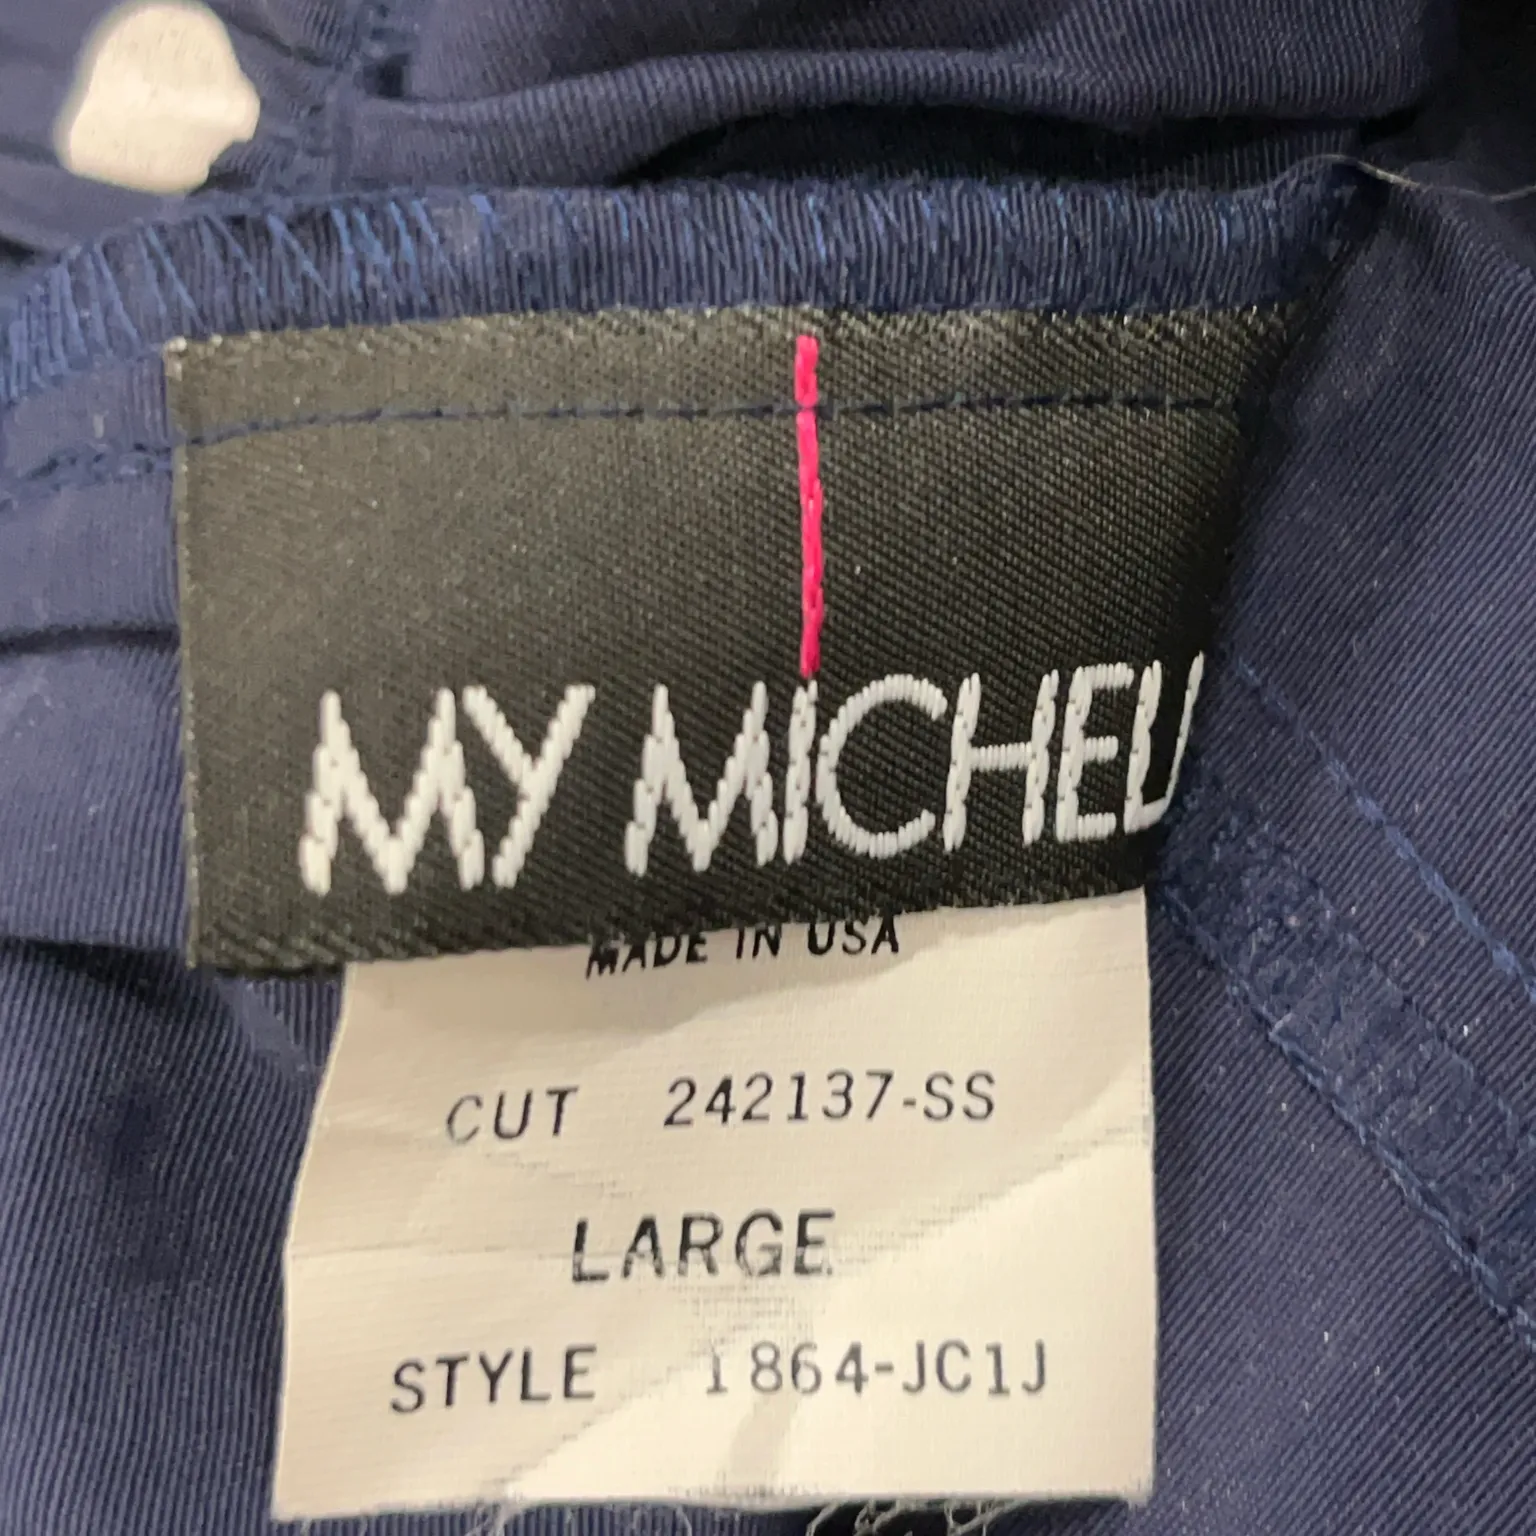 MY MICHEL
MADE IN USA
CUT 242137-SS
LARGE
STYLE 1864-JC1J